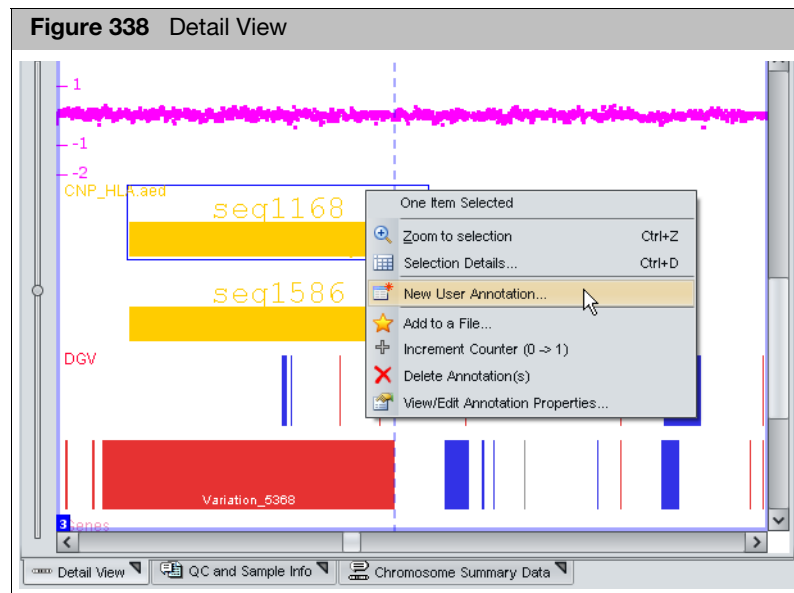 Figure 338 Detail View
1
-1
-2
CNP_HLA.aed
seq1168
One Item Selected
Zoom to selection Ctrl+Z
Selection Details... Ctrl+D
seq1586
New User Annotation...
Add to a File...
Increment Counter (0 -> 1)
DGV
Delete Annotation(s)
View/Edit Annotation Properties...
Variation_5368
3
Genes
Detail View QC and Sample Info Chromosome Summary Data